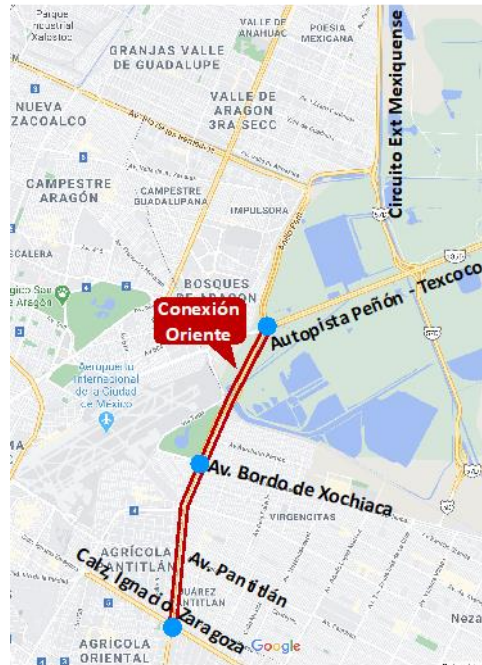 Parque
Industrial
Xalostoc
VALLE DE
ANAHUAC
POESIA
MEXICANA
GRANJAS VALLE
DE GUADALUPE
Circuito Ext Mexiquense
VALLE DE
ARAGON
3RA SECC
NUEVA
ZACOALCO
CAMPESTRE
ARAGÓN
CAMPESTRE
GUADALUPANA
IMPULSORA
BOSQUES
DE ARAGON
Conexión
Oriente
Autopista Peñón - Texcoco
Aeropuerto
Internacional
de la Ciudad
de México
Av. Bordo de Xochiaca
VIRGENCITAS
AGRÍCOLA
PANTITLÁN
Av. Pantitlán
Calz, Ignacio Zaragoza
JUÁREZ
PANTITLÁN
Neza
AGRÍCOLA
ORIENTAL
Google